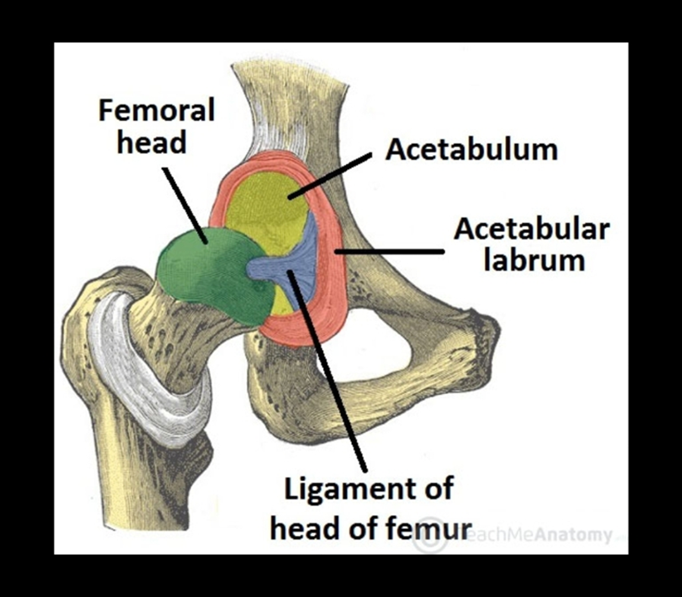 Femoral
head
Acetabulum
Acetabular
labrum
Ligament of
head of femur
TeachMeAnatomy